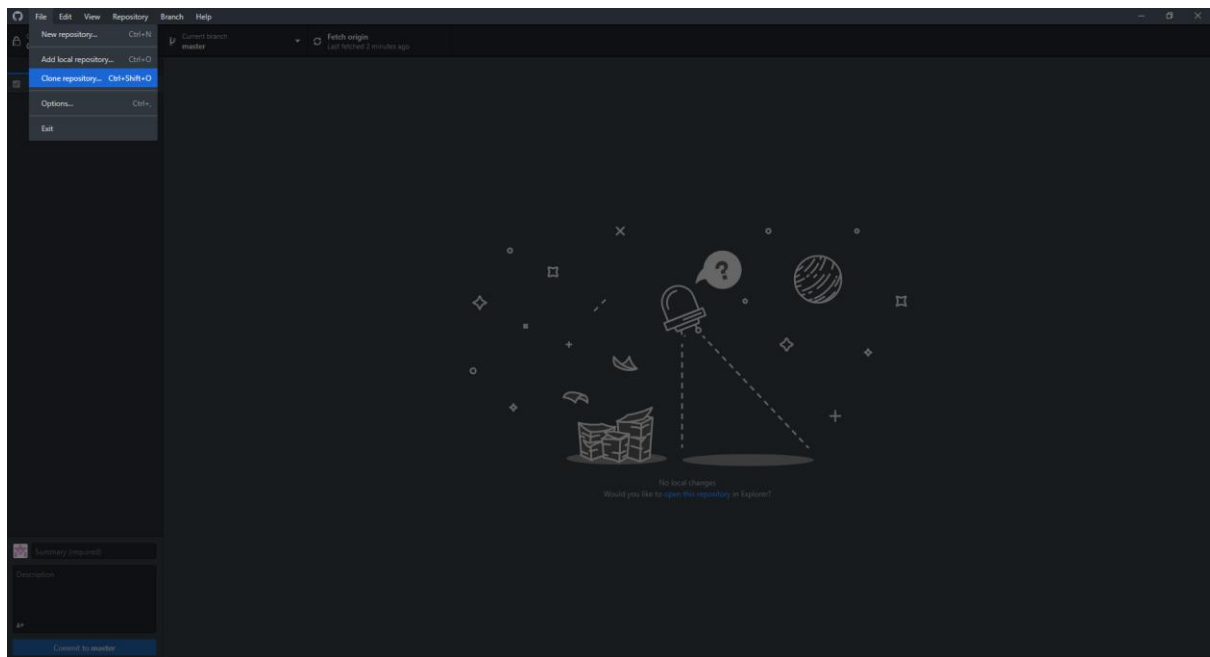 File Edit View Repository Branch Help
New repository... Ctrl+N
Add local repository... Ctrl+O
Clone repository... Ctrl+Shift+O
Options... Ctrl+,
Exit
Current branch
master
Fetch origin
Last fetched 2 minutes ago
?
No local changes
Would you like to open this repository in Explorer?
Summary (required)
Description
Commit to master